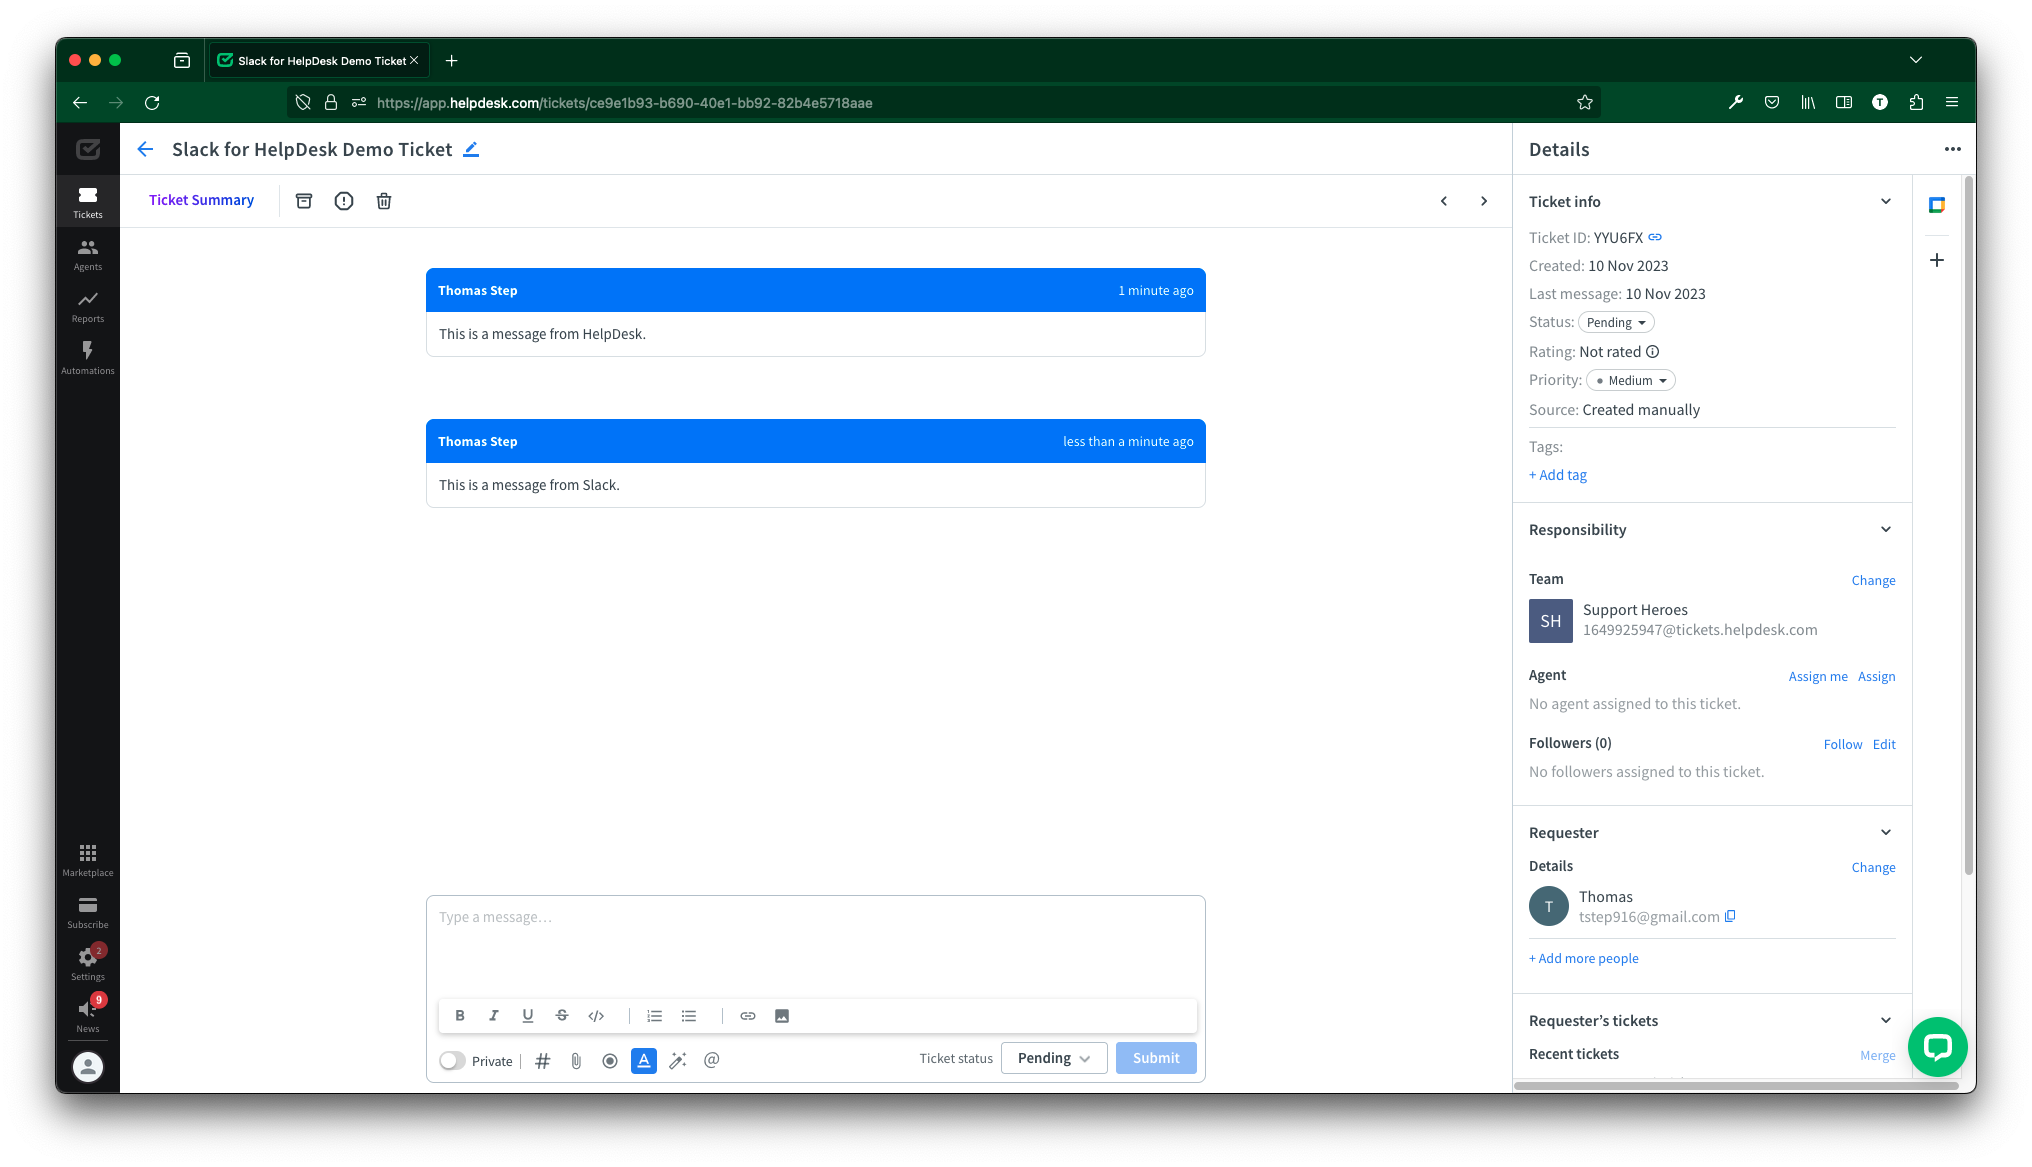 Slack for HelpDesk Demo Ticket
https://app.helpdesk.com/tickets/ce9e1b93-b690-40e1-bb92-82b4e5718aae
T
Tickets
Agents
Reports
Automations
Marketplace
Subscribe
2
Settings
9
News
Slack for HelpDesk Demo Ticket
Ticket Summary
Thomas Step 1 minute ago
This is a message from HelpDesk.
Thomas Step less than a minute ago
This is a message from Slack.
Type a message...
B I U S </>
Private # A @ Ticket status Pending Submit
Details
Ticket info
Ticket ID: YYU6FX
Created: 10 Nov 2023
Last message: 10 Nov 2023
Status: Pending
Rating: Not rated
Priority: Medium
Source: Created manually
Tags:
+ Add tag
Responsibility
Team Change
SH Support Heroes
1649925947@tickets.helpdesk.com
Agent Assign me Assign
No agent assigned to this ticket.
Followers (0) Follow Edit
No followers assigned to this ticket.
Requester
Details Change
T Thomas
tstep916@gmail.com
+ Add more people
Requester’s tickets
Recent tickets Merge